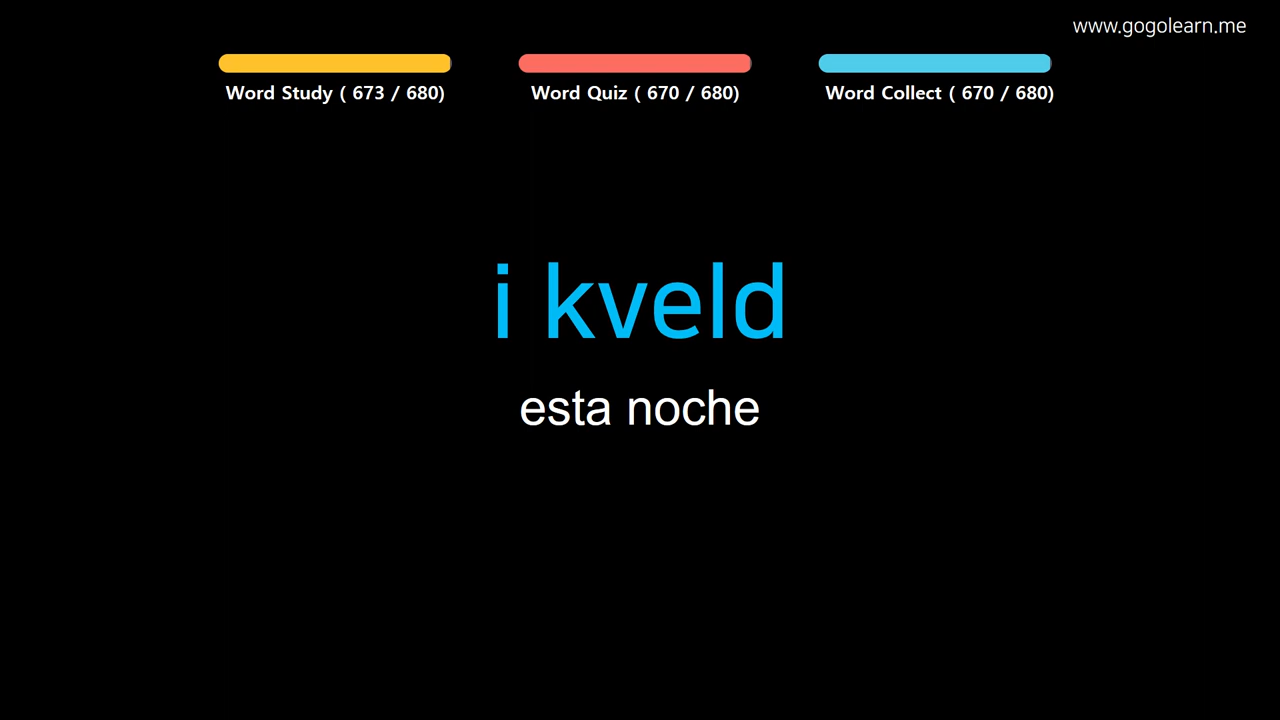 www.gogolearn.me
Word Study ( 673 / 680)
Word Quiz ( 670 / 680)
Word Collect ( 670 / 680)
i kveld
esta noche